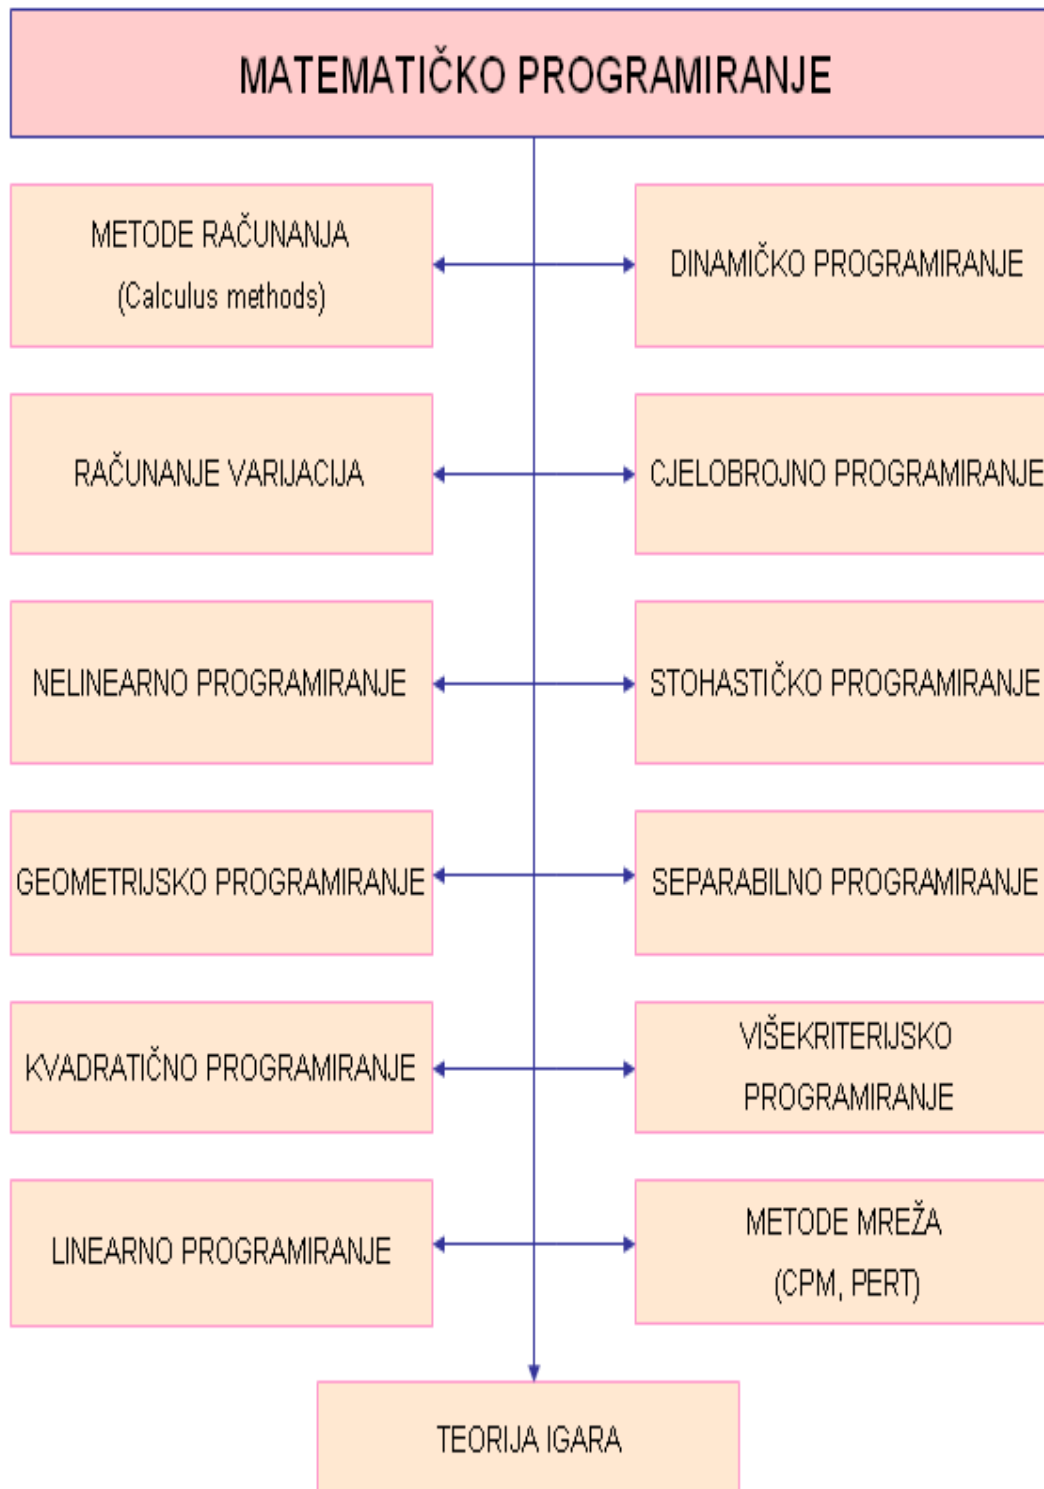 MATEMATIČKO PROGRAMIRANJE
METODE RAČUNANJA
(Calculus methods)
DINAMIČKO PROGRAMIRANJE
RAČUNANJE VARIJACIJA
CJELOBROJNO PROGRAMIRANJE
NELINEARNO PROGRAMIRANJE
STOHASTIČKO PROGRAMIRANJE
GEOMETRIJSKO PROGRAMIRANJE
SEPARABILNO PROGRAMIRANJE
KVADRATIČNO PROGRAMIRANJE
VIŠEKRITERIJSKO
PROGRAMIRANJE
LINEARNO PROGRAMIRANJE
METODE MREŽA
(CPM, PERT)
TEORIJA IGARA